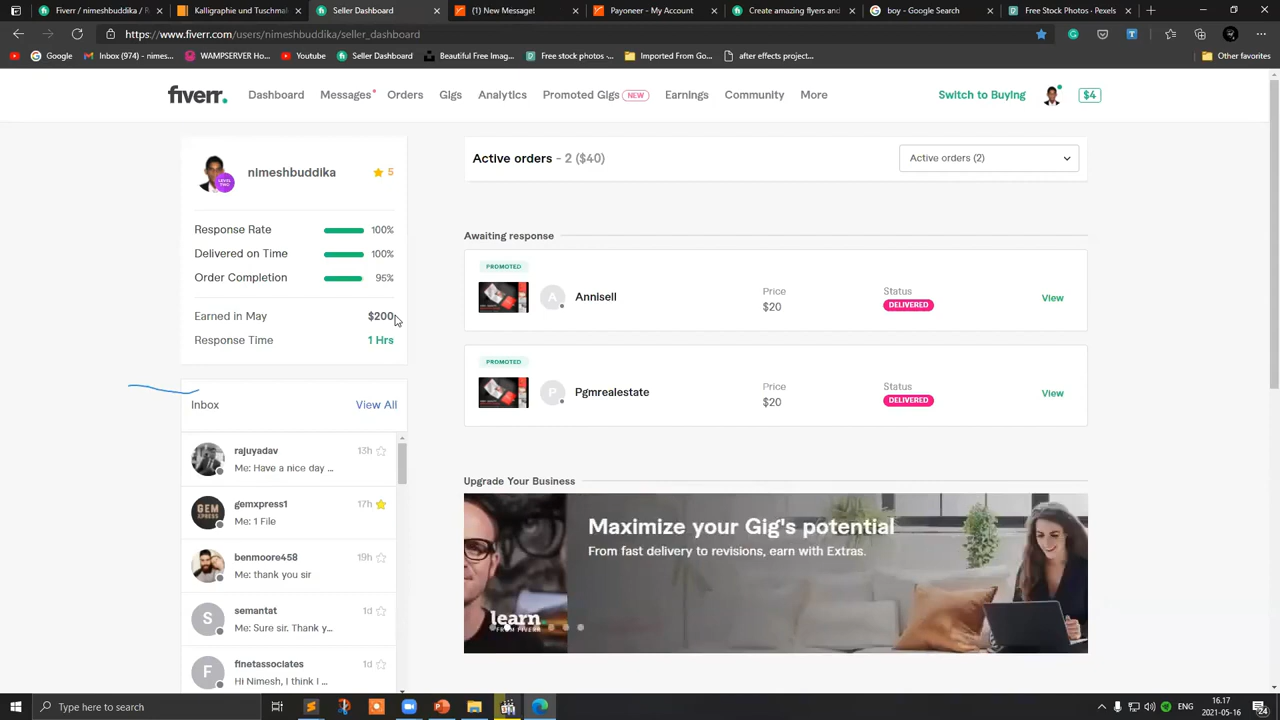 Fiverr / nimeshbuddika / R
Kalligraphie und Tuschmale
Seller Dashboard
(1) New Message!
Payoneer - My Account
Create amazing flyers and
boy - Google Search
Free Stock Photos - Pexels
https://www.fiverr.com/users/nimeshbuddika/seller_dashboard
Google
Inbox (974) - nimes...
WAMPSERVER Ho...
Youtube
Seller Dashboard
Beautiful Free Imag...
Free stock photos -...
Imported From Go...
after effects project...
Other favorites
fiverr.
Dashboard
Messages
Orders
Gigs
Analytics
Promoted Gigs NEW
Earnings
Community
More
Switch to Buying
$4
nimeshbuddika
5
LEVEL TWO
Response Rate 100%
Delivered on Time 100%
Order Completion 95%
Earned in May $200
Response Time 1 Hrs
Inbox View All
rajuyadav 13h
Me: Have a nice day ...
gemxpress1 17h
GEM XPRESS
Me: 1 File
benmoore458 19h
Me: thank you sir
S semantat 1d
Me: Sure sir. Thank y...
F finetassociates 1d
Hi Nimesh, I think I ...
Active orders - 2 ($40)
Active orders (2)
Awaiting response
PROMOTED
A Annisell
Price
$20
Status
DELIVERED
View
PROMOTED
P Pgmrealestate
Price
$20
Status
DELIVERED
View
Upgrade Your Business
Maximize your Gig's potential
From fast delivery to revisions, earn with Extras.
learn
FROM FIVERR
Type here to search
ENG
16.17
2021-05-16